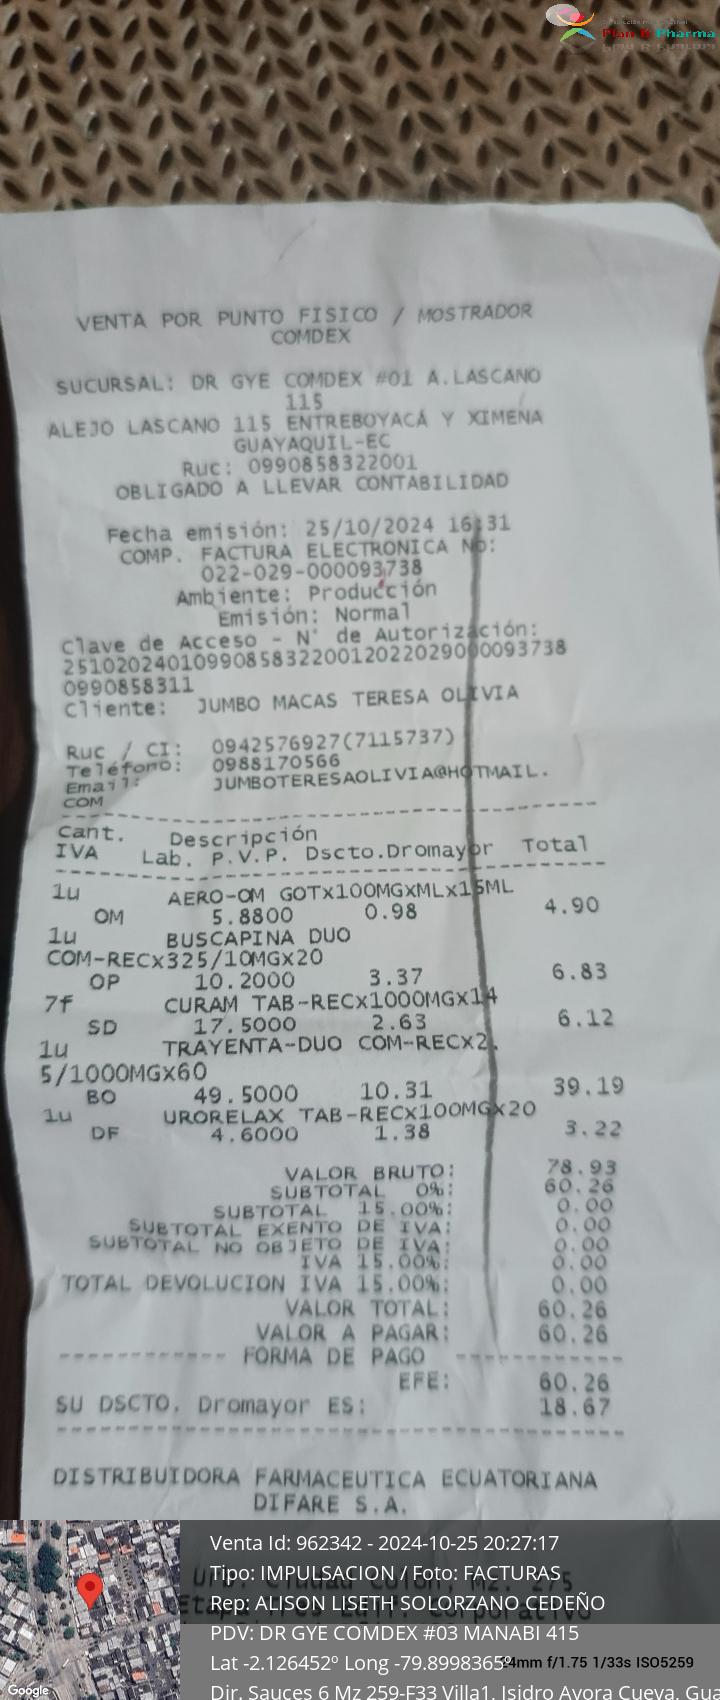 Plan B Pharma
VENTA POR PUNTO FISICO / MOSTRADOR
COMDEX
SUCURSAL: DR GYE COMDEX #01 A.LASCANO
115
ALEJO LASCANO 115 ENTREBOYACÁ Y XIMENA
GUAYAQUIL-EC
Ruc: 0990858322001
OBLIGADO A LLEVAR CONTABILIDAD
Fecha emisión: 25/10/2024 16:31
COMP. FACTURA ELECTRONICA No:
022-029-000093738
Ambiente: Producción
Emisión: Normal
Clave de Acceso - N° de Autorización:
251020240109908583220012022029000093738
0990858311
Cliente: JUMBO MACAS TERESA OLIVIA
Ruc / CI: 0942576927(7115737)
Teléfono: 0988170566
Email: JUMBOTERESAOLIVIA@HOTMAIL.
COM
Cant. Descripción
IVA Lab. P.V.P. Dscto.Dromayor Total
1u AERO-OM GOTx100MGxMLx15ML
OM 5.8800 0.98 4.90
1u BUSCAPINA DUO
COM-RECx325/10MGx20
OP 10.2000 3.37 6.83
7f CURAM TAB-RECx1000MGx14
SD 17.5000 2.63 6.12
1u TRAYENTA-DUO COM-RECx2.
5/1000MGx60
BO 49.5000 10.31 39.19
1u URORELAX TAB-RECx100MGx20
DF 4.6000 1.38 3.22
VALOR BRUTO: 78.93
SUBTOTAL 0%: 60.26
SUBTOTAL 15.00%: 0.00
SUBTOTAL EXENTO DE IVA: 0.00
SUBTOTAL NO OBJETO DE IVA: 0.00
IVA 15.00%: 0.00
TOTAL DEVOLUCION IVA 15.00%: 0.00
VALOR TOTAL: 60.26
VALOR A PAGAR: 60.26
------------ FORMA DE PAGO ------------
EFE: 60.26
SU DSCTO. Dromayor ES: 18.67
DISTRIBUIDORA FARMACEUTICA ECUATORIANA
DIFARE S.A.
Venta Id: 962342 - 2024-10-25 20:27:17
Tipo: IMPULSACION / Foto: FACTURAS
Rep: ALISON LISETH SOLORZANO CEDEÑO
PDV: DR GYE COMDEX #03 MANABI 415
Lat -2.126452º Long -79.8998365
24mm f/1.75 1/33s ISO5259
Dir. Sauces 6 Mz 259-F33 Villa1, Isidro Ayora Cueva, Gua
Google